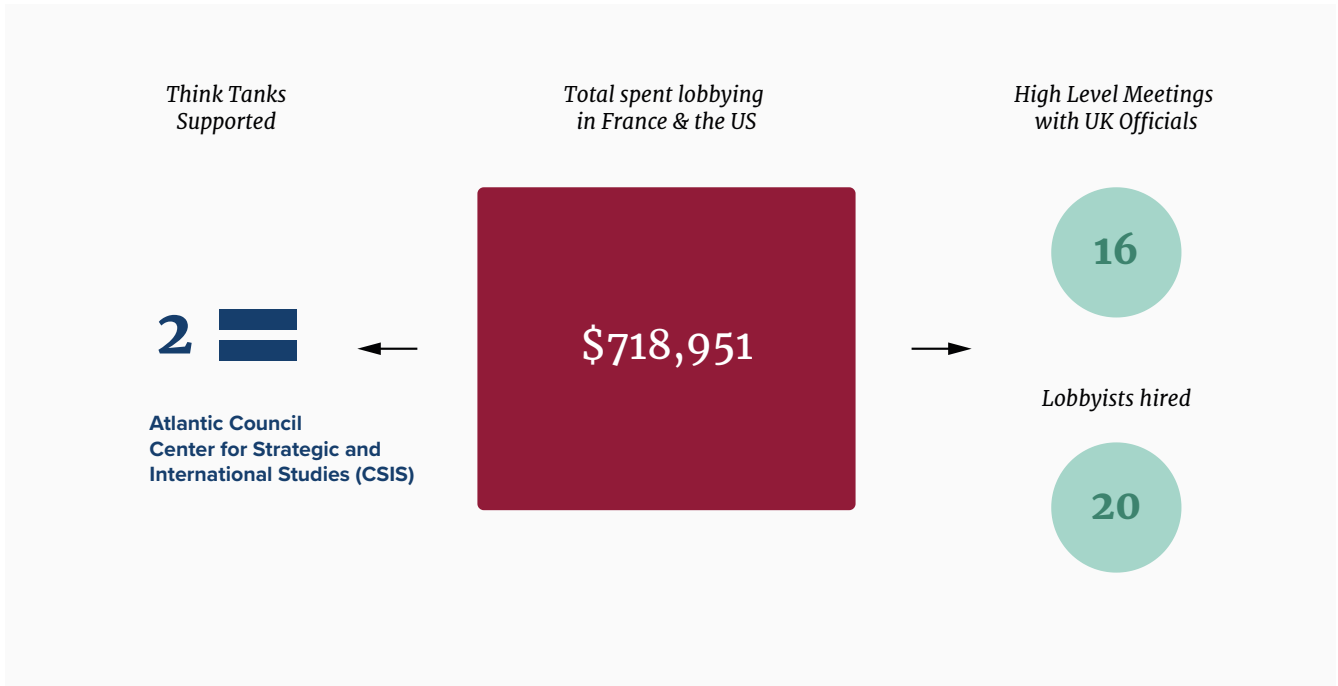 Think Tanks
Supported
2
Atlantic Council
Center for Strategic and
International Studies (CSIS)
Total spent lobbying
in France & the US
$718,951
High Level Meetings
with UK Officials
16
Lobbyists hired
20